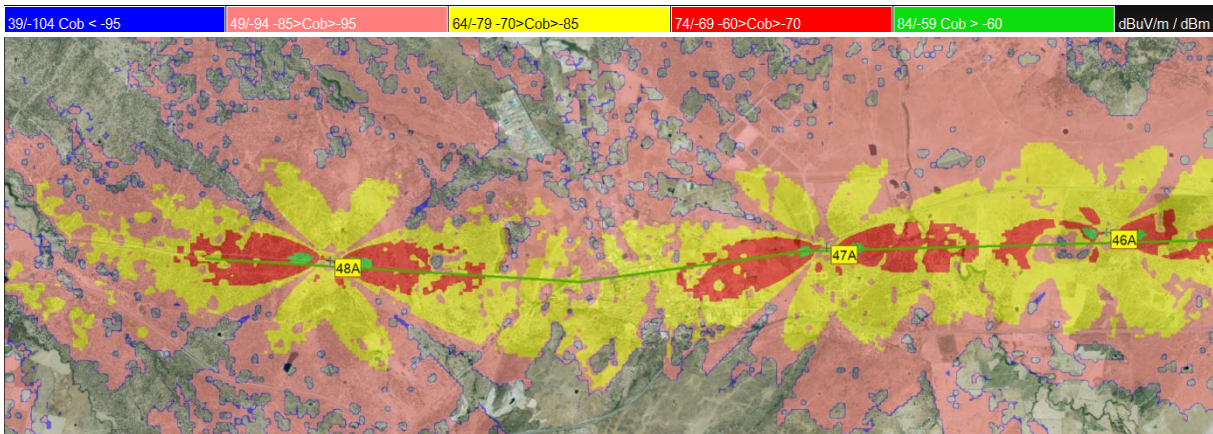 39/-104 Cob < -95
49/-94 -85>Cob>-95
64/-79 -70>Cob>-85
74/-69 -60>Cob>-70
84/-59 Cob > -60
dBuV/m / dBm
48A
47A
46A